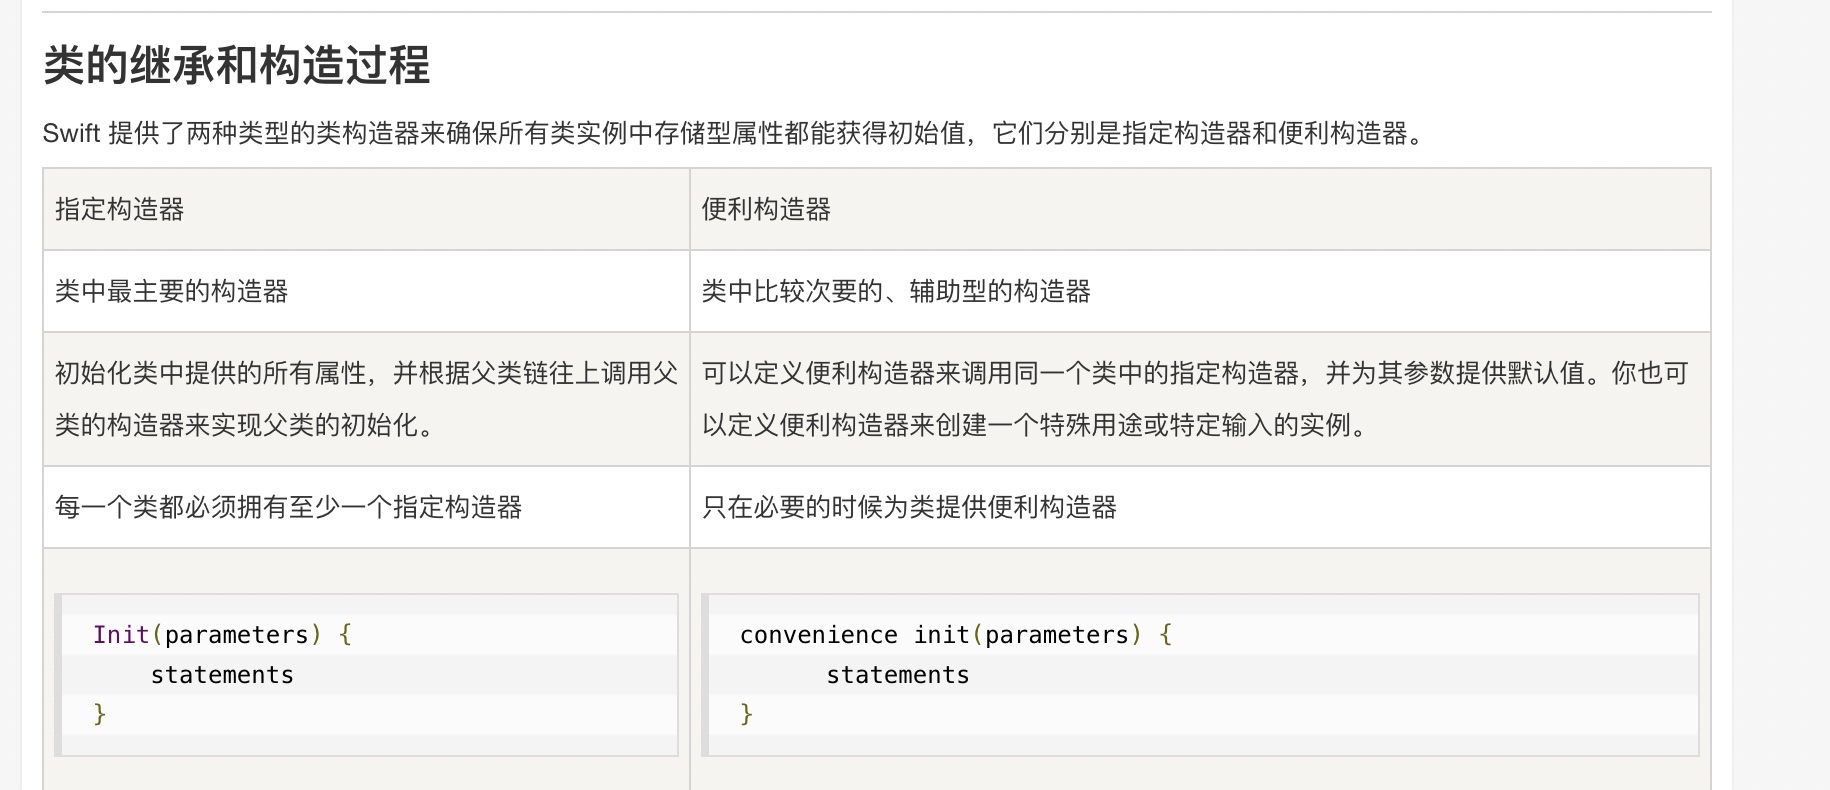 类的继承和构造过程
Swift 提供了两种类型的类构造器来确保所有类实例中存储型属性都能获得初始值，它们分别是指定构造器和便利构造器。
指定构造器
便利构造器
类中最主要的构造器
类中比较次要的、辅助型的构造器
初始化类中提供的所有属性，并根据父类链往上调用父
类的构造器来实现父类的初始化。
可以定义便利构造器来调用同一个类中的指定构造器，并为其参数提供默认值。你也可
以定义便利构造器来创建一个特殊用途或特定输入的实例。
每一个类都必须拥有至少一个指定构造器
只在必要的时候为类提供便利构造器
Init(parameters) {
    statements
}
convenience init(parameters) {
      statements
}